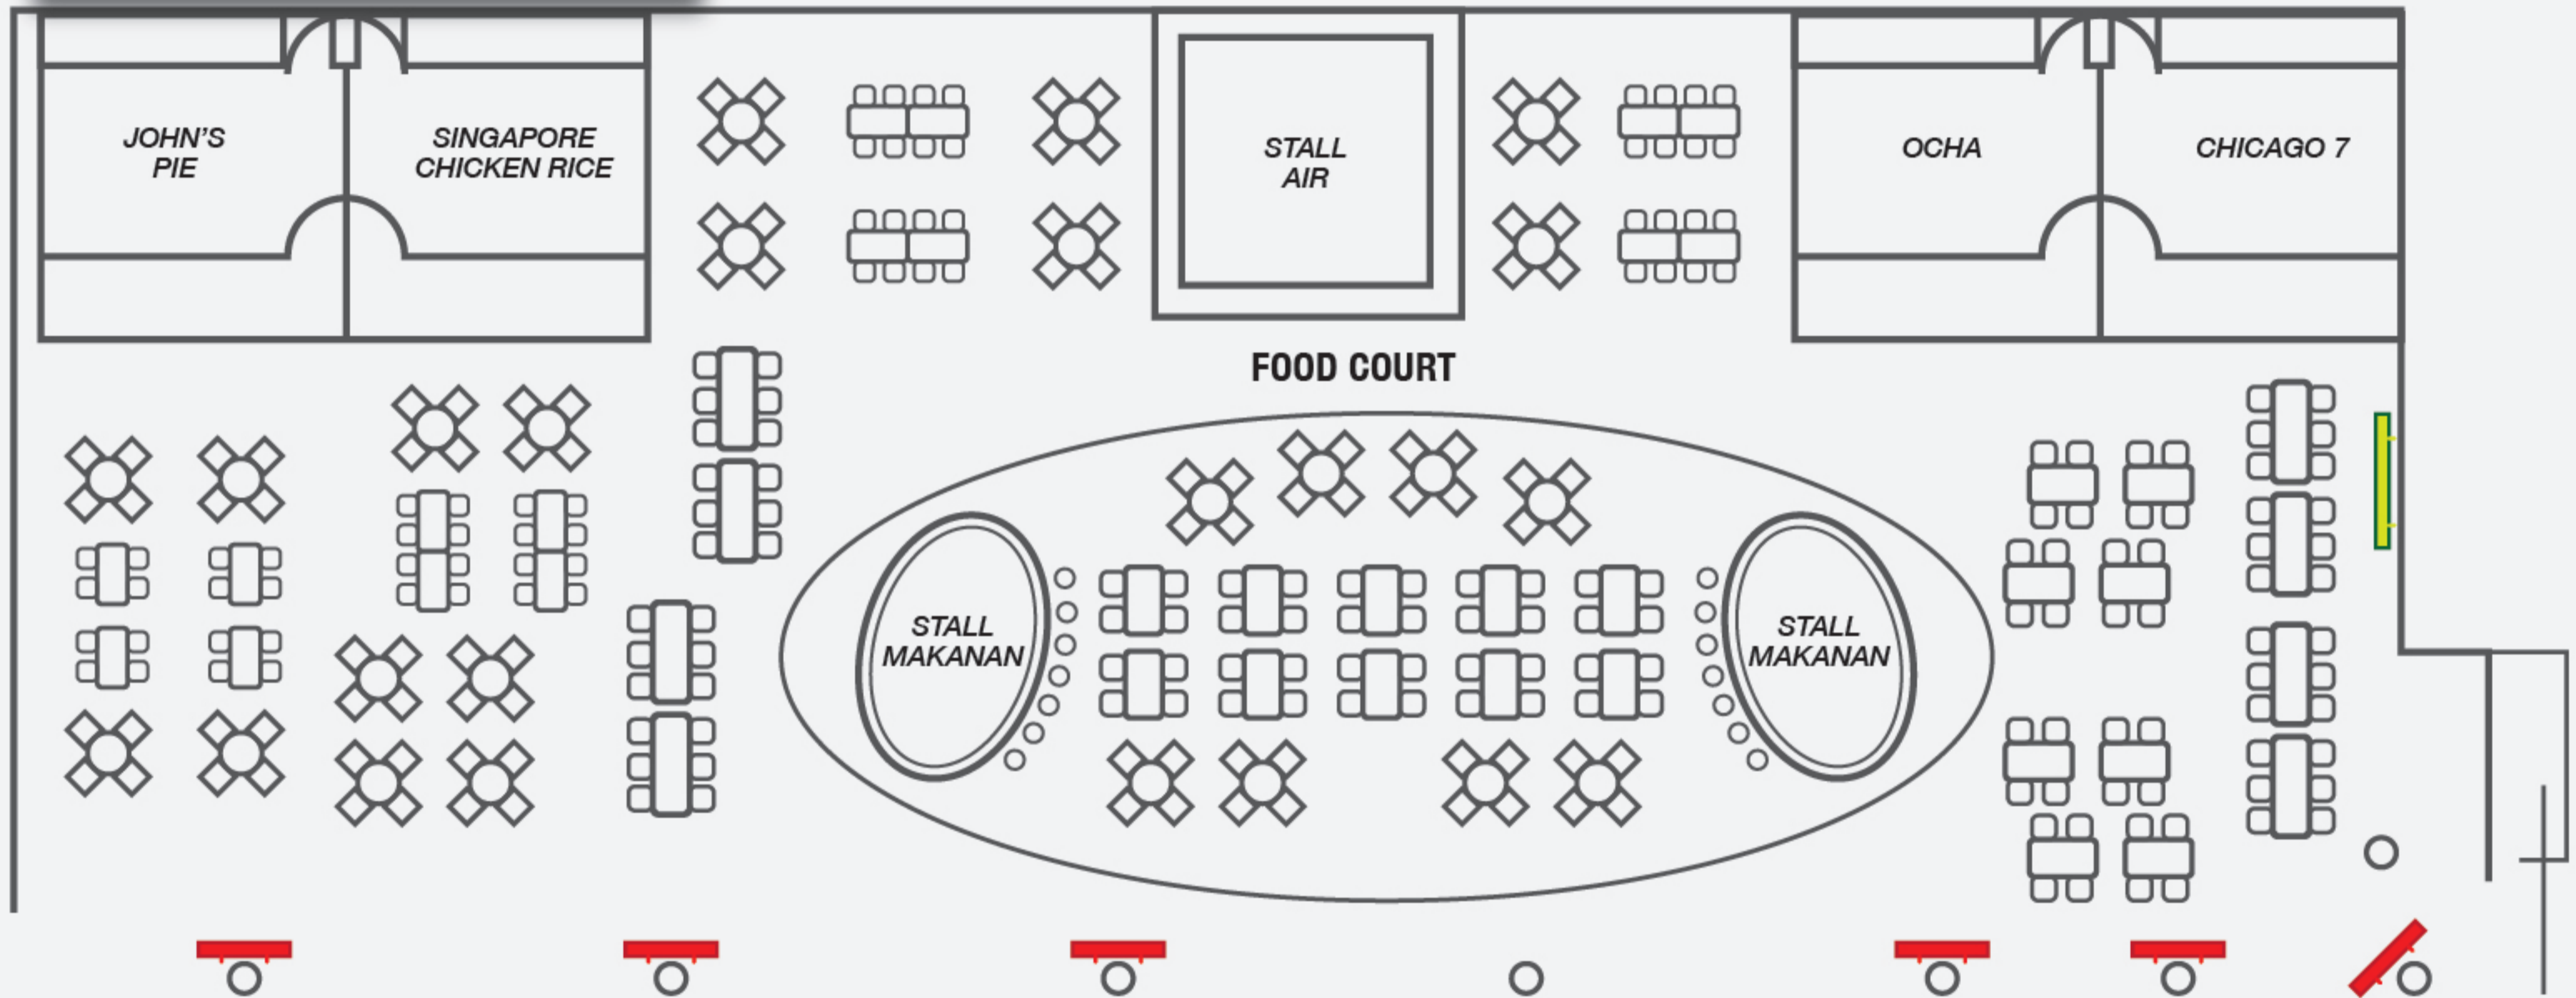 JOHN'S
PIE
SINGAPORE
CHICKEN RICE
STALL
AIR
OCHA
CHICAGO 7
FOOD COURT
STALL
MAKANAN
STALL
MAKANAN